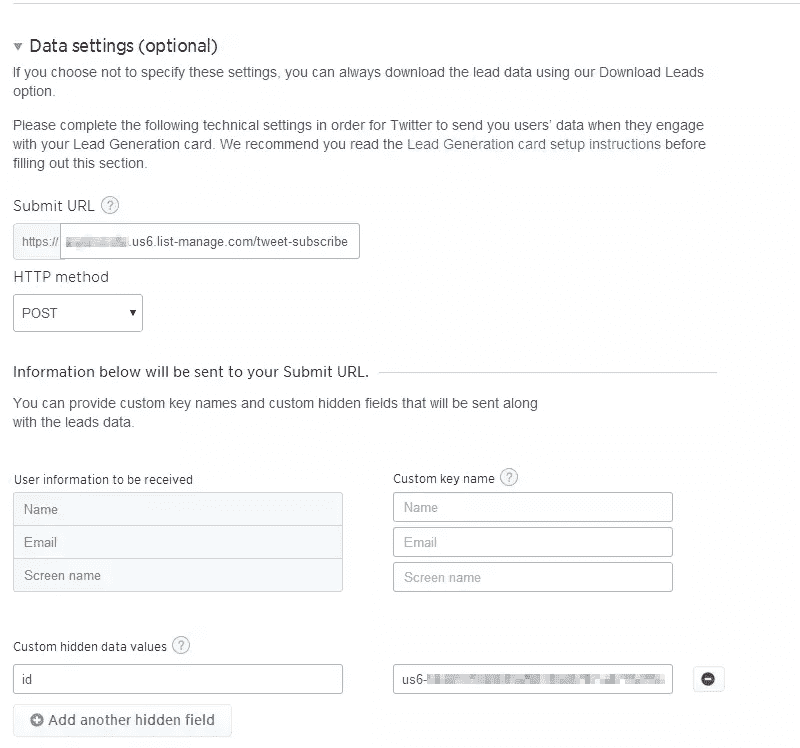 Data settings (optional)
If you choose not to specify these settings, you can always download the lead data using our Download Leads
option.
Please complete the following technical settings in order for Twitter to send you users' data when they engage
with your Lead Generation card. We recommend you read the Lead Generation card setup instructions before
filling out this section.
Submit URL ?
https:// .us6.list-manage.com/tweet-subscribe
HTTP method
POST
Information below will be sent to your Submit URL.
You can provide custom key names and custom hidden fields that will be sent along
with the leads data.
User information to be received
Custom key name ?
Name
Name
Email
Email
Screen name
Screen name
Custom hidden data values ?
id
us6-
Add another hidden field